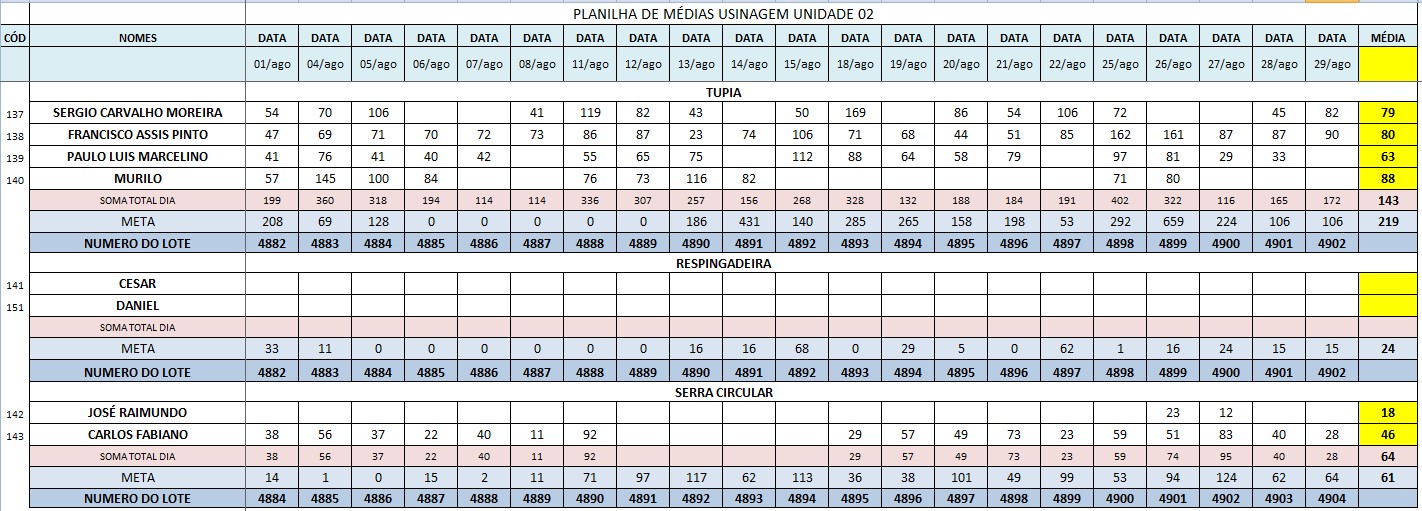 PLANILHA DE MÉDIAS USINAGEM UNIDADE 02
CÓD NOMES DATA DATA DATA DATA DATA DATA DATA DATA DATA DATA DATA DATA DATA DATA DATA DATA DATA DATA DATA DATA DATA MÉDIA
01/ago 04/ago 05/ago 06/ago 07/ago 08/ago 11/ago 12/ago 13/ago 14/ago 15/ago 18/ago 19/ago 20/ago 21/ago 22/ago 25/ago 26/ago 27/ago 28/ago 29/ago
TUPIA
137 SERGIO CARVALHO MOREIRA 54 70 106 41 119 82 43 50 169 86 54 106 72 45 82 79
138 FRANCISCO ASSIS PINTO 47 69 71 70 72 73 86 87 23 74 106 71 68 44 51 85 162 161 87 87 90 80
139 PAULO LUIS MARCELINO 41 76 41 40 42 55 65 75 112 88 64 58 79 97 81 29 33 63
140 MURILO 57 145 100 84 76 73 116 82 71 80 88
SOMA TOTAL DIA 199 360 318 194 114 114 336 307 257 156 268 328 132 188 184 191 402 322 116 165 172 143
META 208 69 128 0 0 0 0 0 186 431 140 285 265 158 198 53 292 659 224 106 106 219
NUMERO DO LOTE 4882 4883 4884 4885 4886 4887 4888 4889 4890 4891 4892 4893 4894 4895 4896 4897 4898 4899 4900 4901 4902
RESPINGADEIRA
141 CESAR
151 DANIEL
SOMA TOTAL DIA
META 33 11 0 0 0 0 0 0 16 16 68 0 29 5 0 62 1 16 24 15 15 24
NUMERO DO LOTE 4882 4883 4884 4885 4886 4887 4888 4889 4890 4891 4892 4893 4894 4895 4896 4897 4898 4899 4900 4901 4902
SERRA CIRCULAR
142 JOSÉ RAIMUNDO 23 12 18
143 CARLOS FABIANO 38 56 37 22 40 11 92 29 57 49 73 23 59 51 83 40 28 46
SOMA TOTAL DIA 38 56 37 22 40 11 92 29 57 49 73 23 59 74 95 40 28 64
META 14 1 0 15 2 11 71 97 117 62 113 36 38 101 49 99 53 94 124 62 64 61
NUMERO DO LOTE 4884 4885 4886 4887 4888 4889 4890 4891 4892 4893 4894 4895 4896 4897 4898 4899 4900 4901 4902 4903 4904